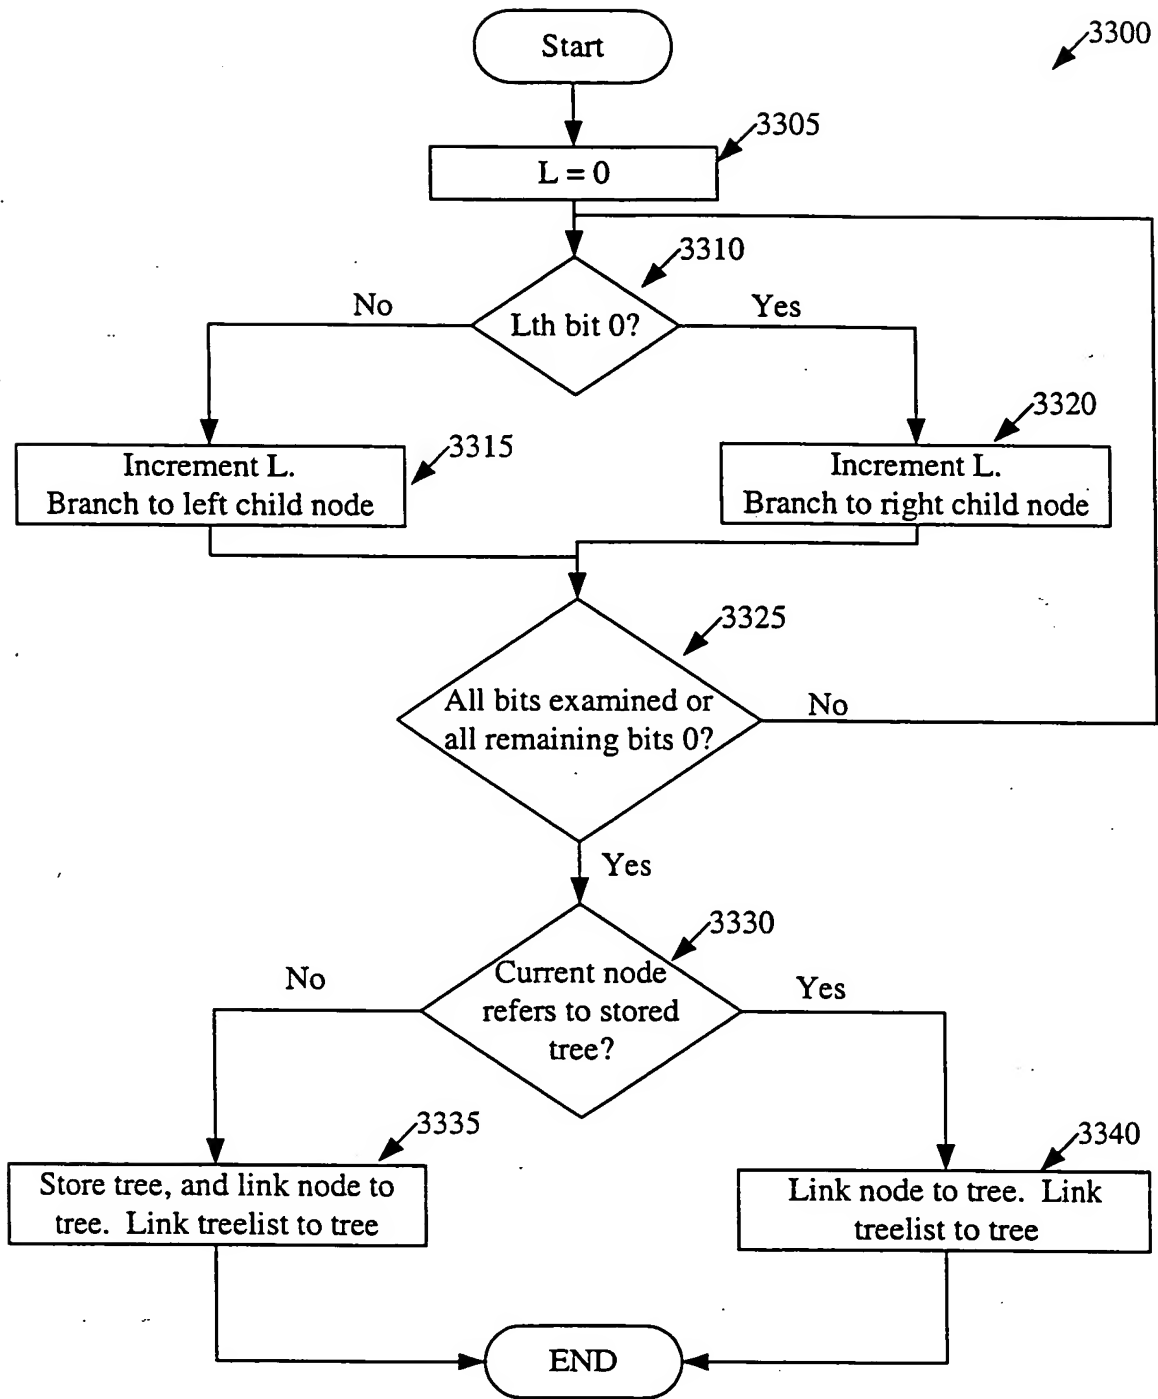 Start
3300
3305
L = 0
3310
No
Yes
Lth bit 0?
3320
3315
Increment L.
Branch to left child node
Increment L.
Branch to right child node
3325
All bits examined or
all remaining bits 0?
No
Yes
3330
No
Current node
refers to stored
tree?
Yes
3335
3340
Store tree, and link node to
tree. Link treelist to tree
Link node to tree. Link
treelist to tree
END